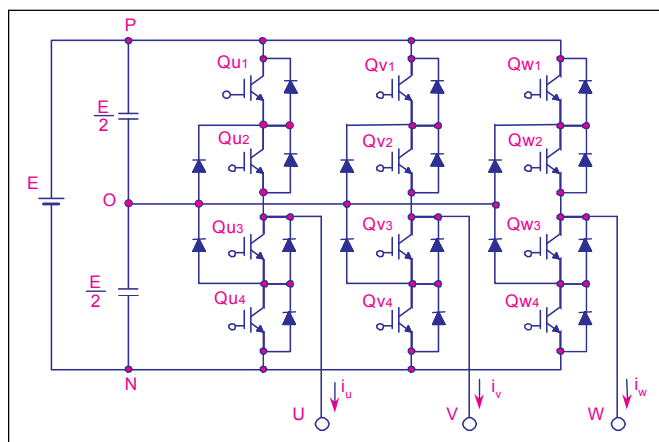 P
Qu1 Qv1 Qw1
E/2
Qu2 Qv2 Qw2
E
O
Qu3 Qv3 Qw3
E/2
Qu4 Qv4 Qw4
N
iu iv iw
U V W